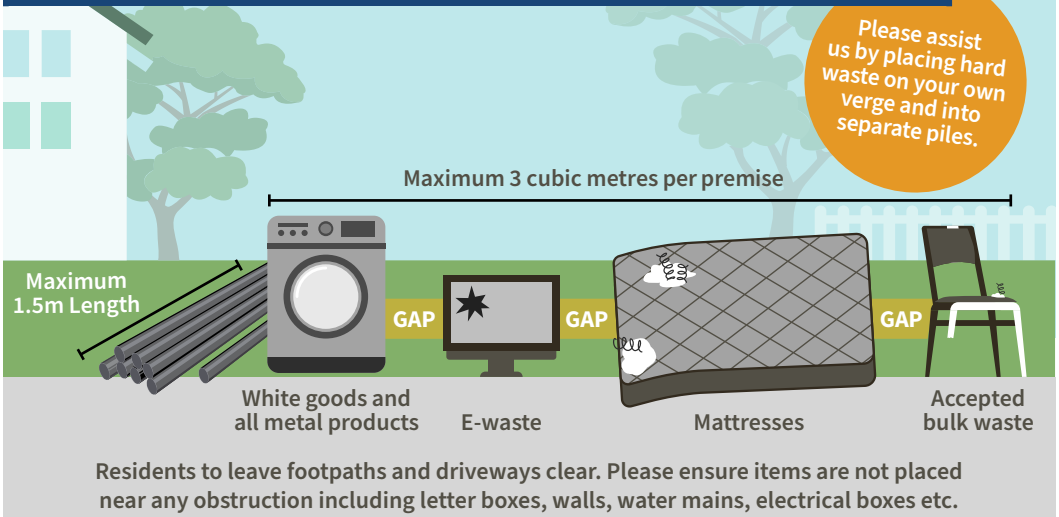 Please assist
us by placing hard
waste on your own
verge and into
separate piles.
Maximum 3 cubic metres per premise
Maximum
1.5m Length
GAP
GAP
GAP
White goods and
all metal products
E-waste
Mattresses
Accepted
bulk waste
Residents to leave footpaths and driveways clear. Please ensure items are not placed
near any obstruction including letter boxes, walls, water mains, electrical boxes etc.